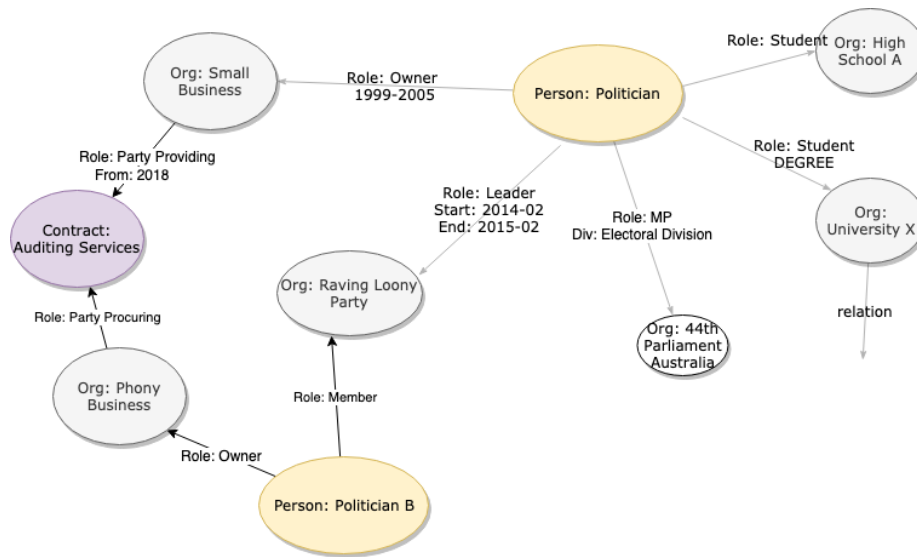 Org: Small
Business
Role: Owner
1999-2005
Person: Politician
Role: Student
Org: High
School A
Role: Party Providing
From: 2018
Role: Student
DEGREE
Contract:
Auditing Services
Role: Leader
Start: 2014-02
End: 2015-02
Role: MP
Div: Electoral Division
Org:
University X
Org: Raving Loony
Party
Role: Party Procuring
relation
Org: 44th
Parliament
Australia
Org: Phony
Business
Role: Member
Role: Owner
Person: Politician B